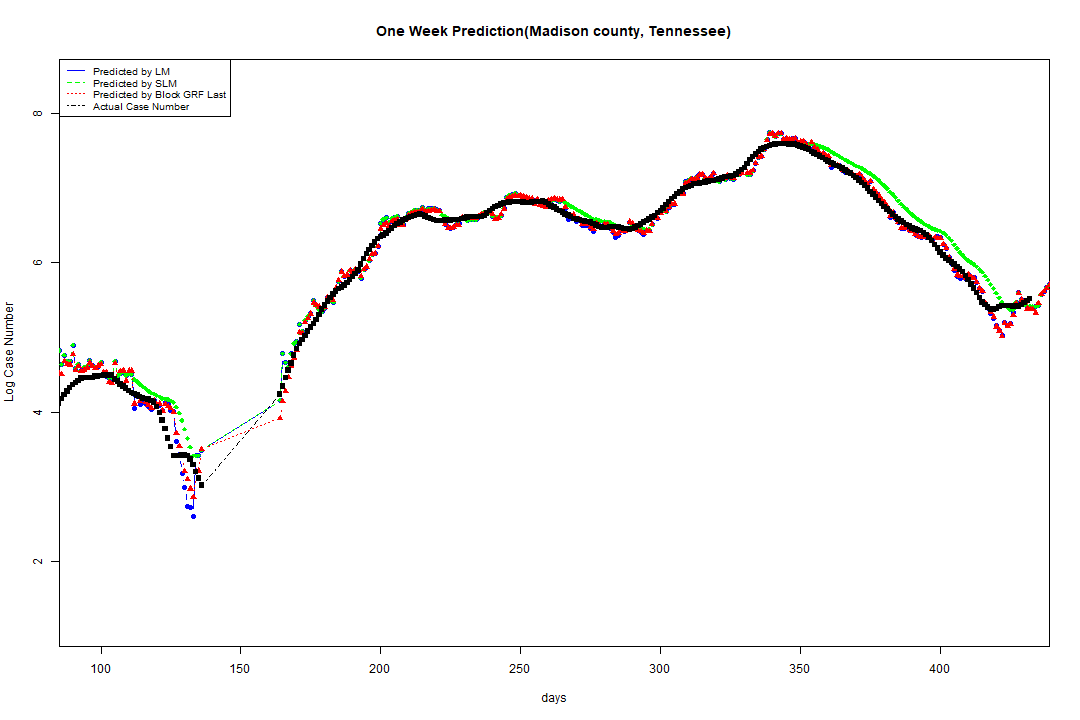 One Week Prediction(Madison county, Tennessee)
Predicted by LM
Predicted by SLM
Predicted by Block GRF Last
Actual Case Number
8
6
4
2
Log Case Number
100 150 200 250 300 350 400
days